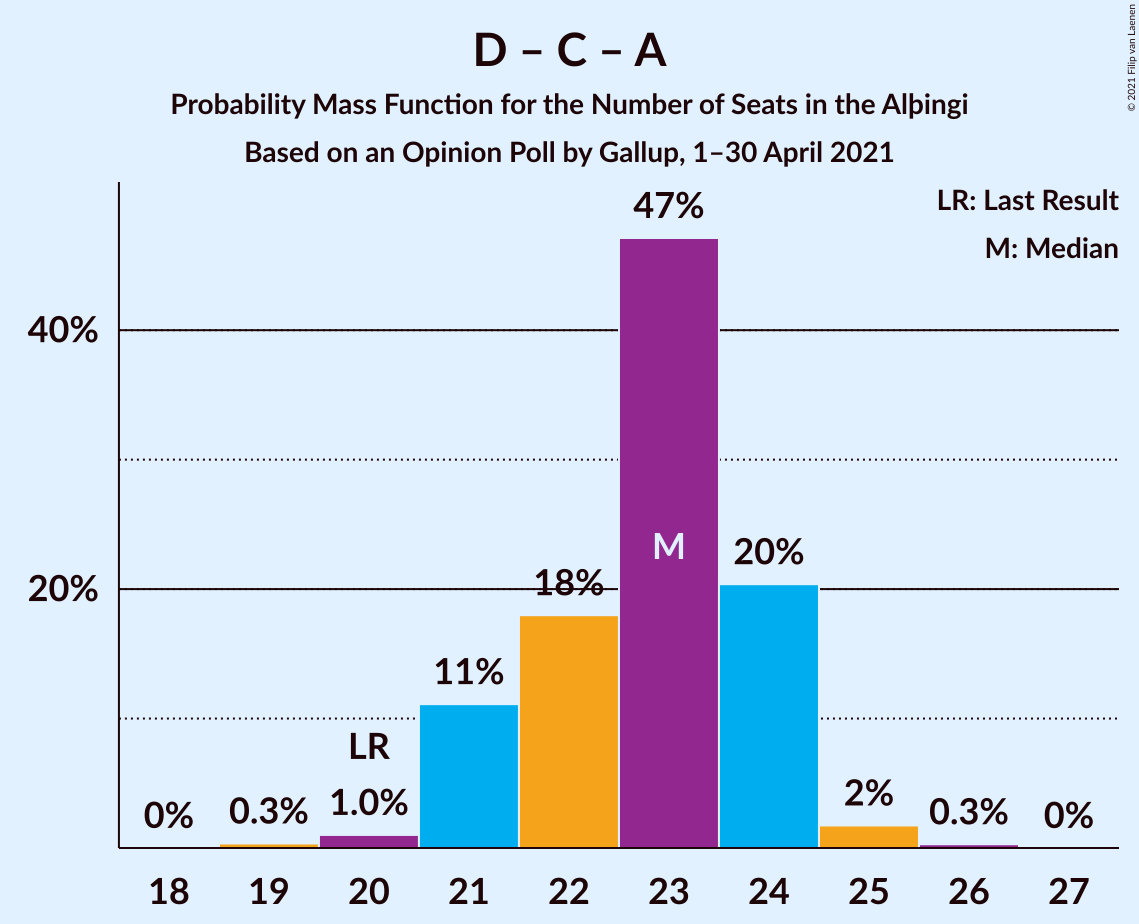 D – C – A
Probability Mass Function for the Number of Seats in the Alþingi
Based on an Opinion Poll by Gallup, 1–30 April 2021
© 2021 Filip van Laenen
LR: Last Result
M: Median
47%
40%
M
20%
20%
18%
11%
LR
0%
0.3%
1.0%
2%
0.3%
0%
18 19 20 21 22 23 24 25 26 27